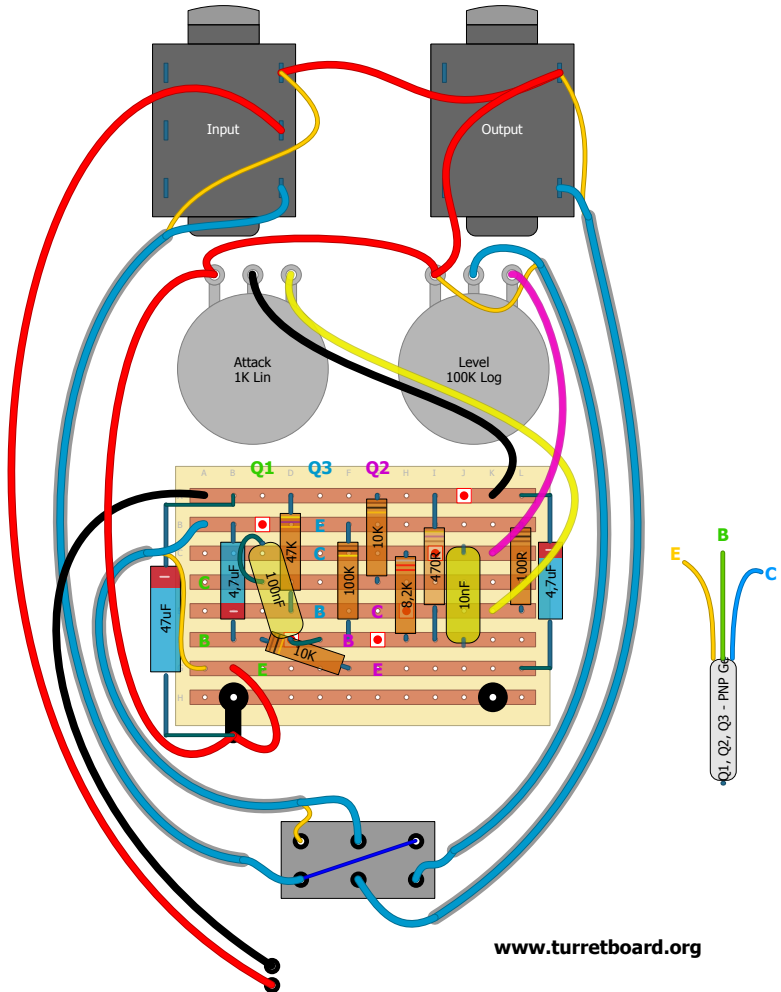 Input
Output
Attack
1K Lin
Level
100K Log
Q1
Q3
Q2
A B D F H I J K L
B
E
47K
10K
C
100nF
100K
470R
100R
4,7uF
8,2K
10nF
4,7uF
47uF
C
B
C
B
B
10K
E
E
H
E
B
C
Q1, Q2, Q3 - PNP Ge
www.turretboard.org